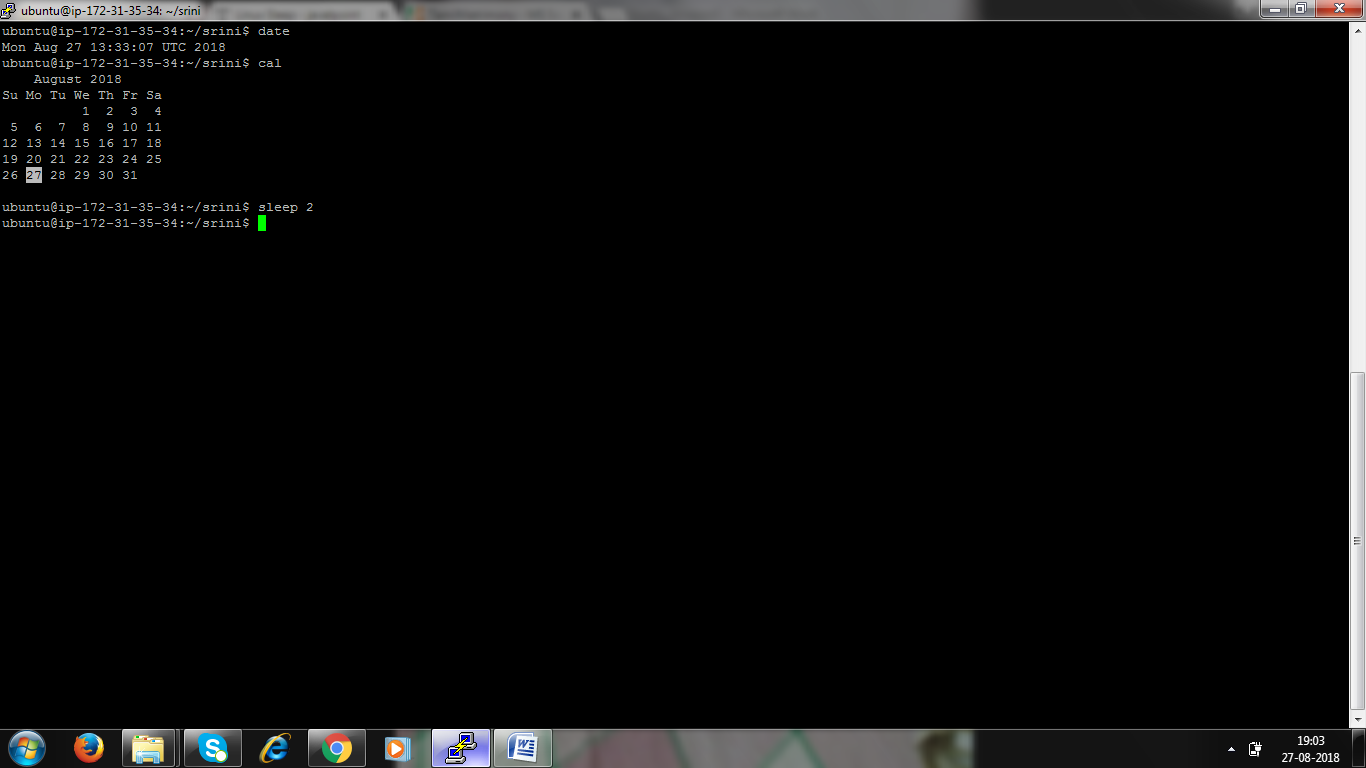 ubuntu@ip-172-31-35-34: ~/srini
ubuntu@ip-172-31-35-34:~/srini$ date
Mon Aug 27 13:33:07 UTC 2018
ubuntu@ip-172-31-35-34:~/srini$ cal
    August 2018
Su Mo Tu We Th Fr Sa
          1  2  3  4
 5  6  7  8  9 10 11
12 13 14 15 16 17 18
19 20 21 22 23 24 25
26 27 28 29 30 31
ubuntu@ip-172-31-35-34:~/srini$ sleep 2
ubuntu@ip-172-31-35-34:~/srini$
19:03
27-08-2018